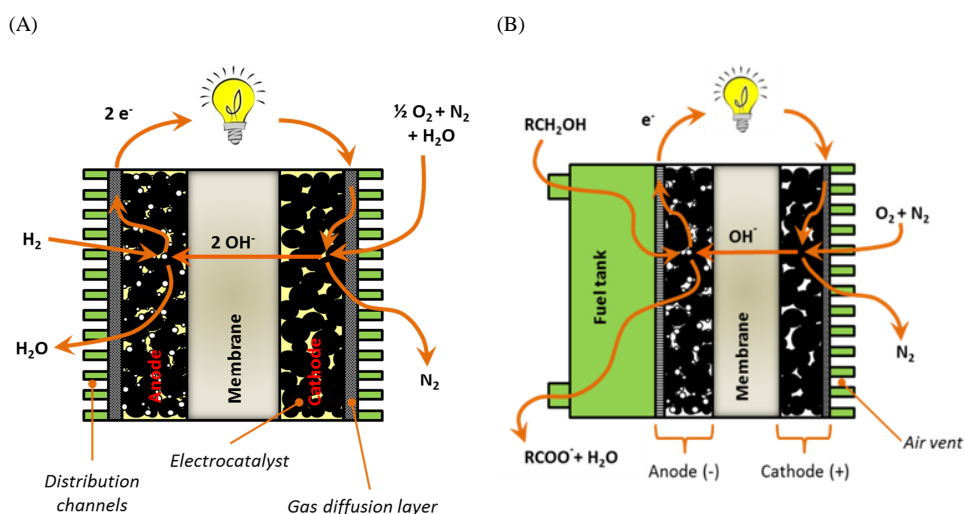 (A)
2 e⁻
½ O₂ + N₂
+ H₂O
H₂
2 OH⁻
H₂O
N₂
Anode
Membrane
Cathode
Electrocatalyst
Distribution
channels
Gas diffusion layer
(B)
RCH₂OH
e⁻
O₂ + N₂
OH⁻
Fuel tank
Membrane
N₂
RCOO⁻ + H₂O
Anode (-)
Cathode (+)
Air vent